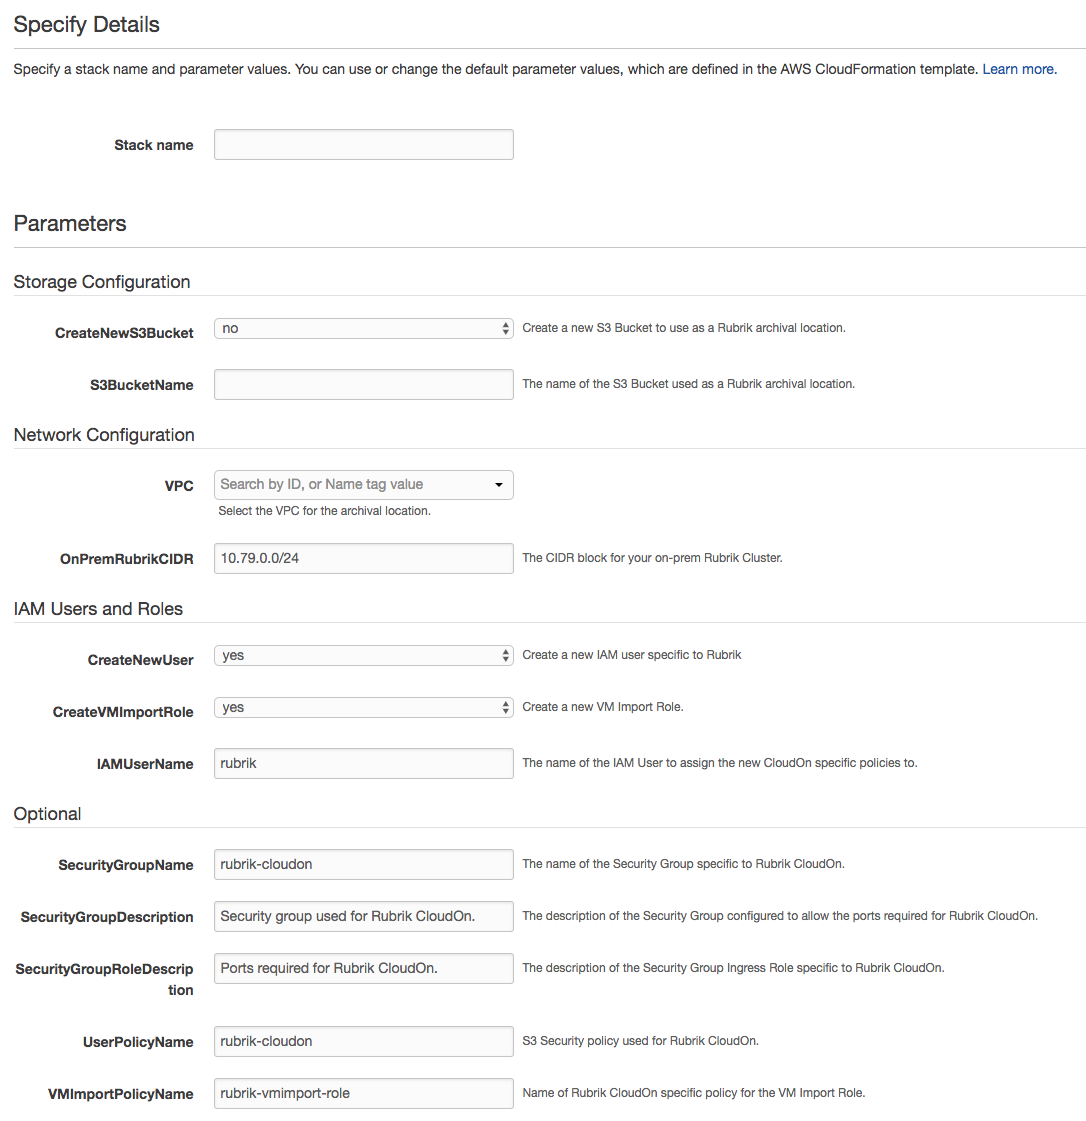 Specify Details
Specify a stack name and parameter values. You can use or change the default parameter values, which are defined in the AWS CloudFormation template. Learn more.
Stack name
Parameters
Storage Configuration
CreateNewS3Bucket no Create a new S3 Bucket to use as a Rubrik archival location.
S3BucketName The name of the S3 Bucket used as a Rubrik archival location.
Network Configuration
VPC Search by ID, or Name tag value
Select the VPC for the archival location.
OnPremRubrikCIDR 10.79.0.0/24 The CIDR block for your on-prem Rubrik Cluster.
IAM Users and Roles
CreateNewUser yes Create a new IAM user specific to Rubrik
CreateVMImportRole yes Create a new VM Import Role.
IAMUserName rubrik The name of the IAM User to assign the new CloudOn specific policies to.
Optional
SecurityGroupName rubrik-cloudon The name of the Security Group specific to Rubrik CloudOn.
SecurityGroupDescription Security group used for Rubrik CloudOn. The description of the Security Group configured to allow the ports required for Rubrik CloudOn.
SecurityGroupRoleDescrip Ports required for Rubrik CloudOn. The description of the Security Group Ingress Role specific to Rubrik CloudOn.
tion
UserPolicyName rubrik-cloudon S3 Security policy used for Rubrik CloudOn.
VMImportPolicyName rubrik-vmimport-role Name of Rubrik CloudOn specific policy for the VM Import Role.